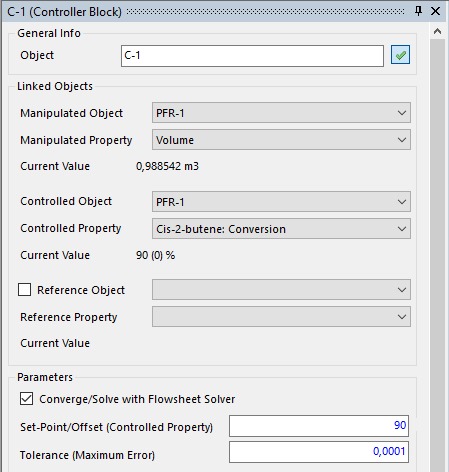 C-1 (Controller Block)
General Info
Object C-1
Linked Objects
Manipulated Object PFR-1
Manipulated Property Volume
Current Value 0,988542 m3
Controlled Object PFR-1
Controlled Property Cis-2-butene: Conversion
Current Value 90 (0) %
Reference Object
Reference Property
Current Value
Parameters
Converge/Solve with Flowsheet Solver
Set-Point/Offset (Controlled Property) 90
Tolerance (Maximum Error) 0,0001